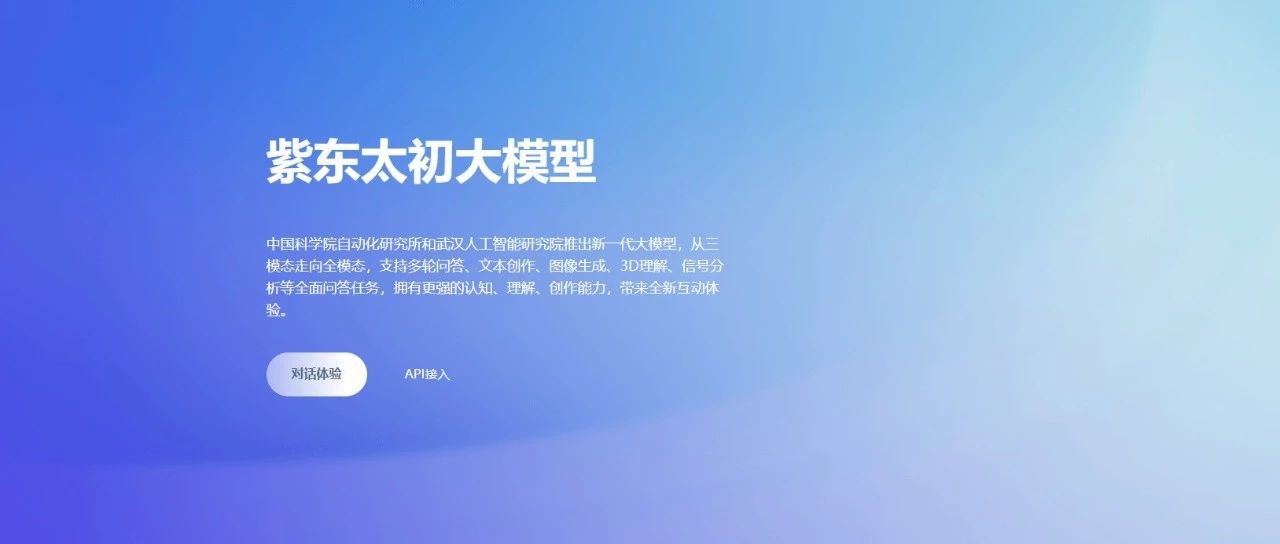 紫东太初大模型
中国科学院自动化研究所和武汉人工智能研究院推出新一代大模型，从三
模态走向全模态，支持多轮问答、文本创作、图像生成、3D理解、信号分
析等全面问答任务，拥有更强的认知、理解、创作能力，带来全新互动体
验。
对话体验
API接入